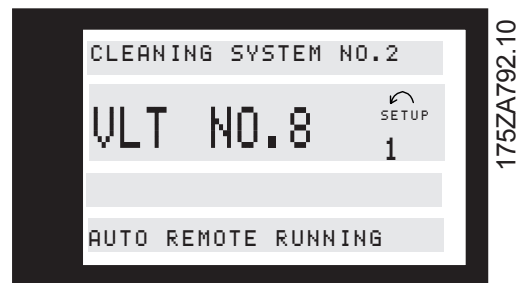 CLEANING SYSTEM NO.2
VLT NO.8
SETUP
1
AUTO REMOTE RUNNING
175ZA792.10